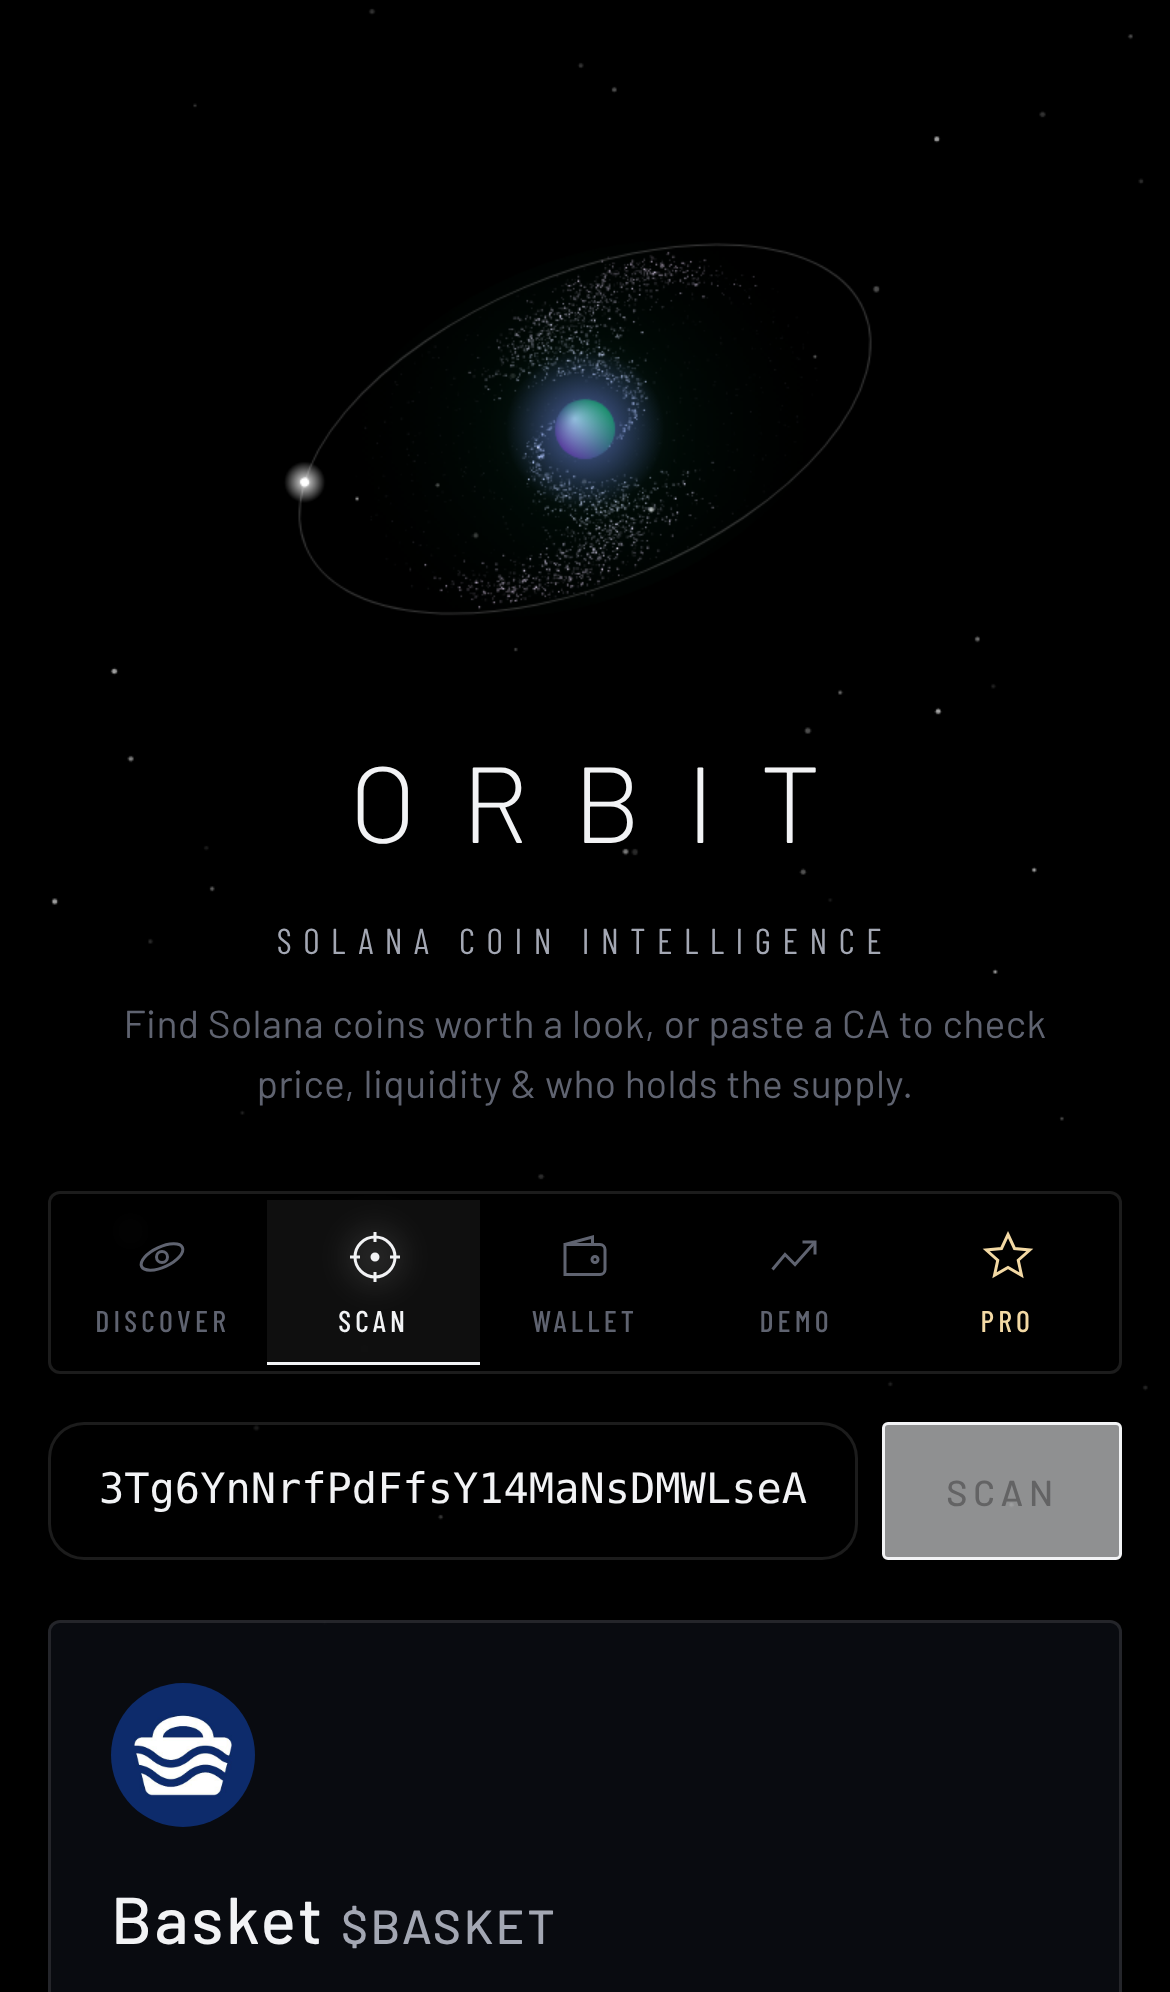 ORBIT
SOLANA COIN INTELLIGENCE
Find Solana coins worth a look, or paste a CA to check
price, liquidity & who holds the supply.
DISCOVER
SCAN
WALLET
DEMO
PRO
3Tg6YnNrfPdFfsY14MaNsDMWLseA
SCAN
Basket $BASKET